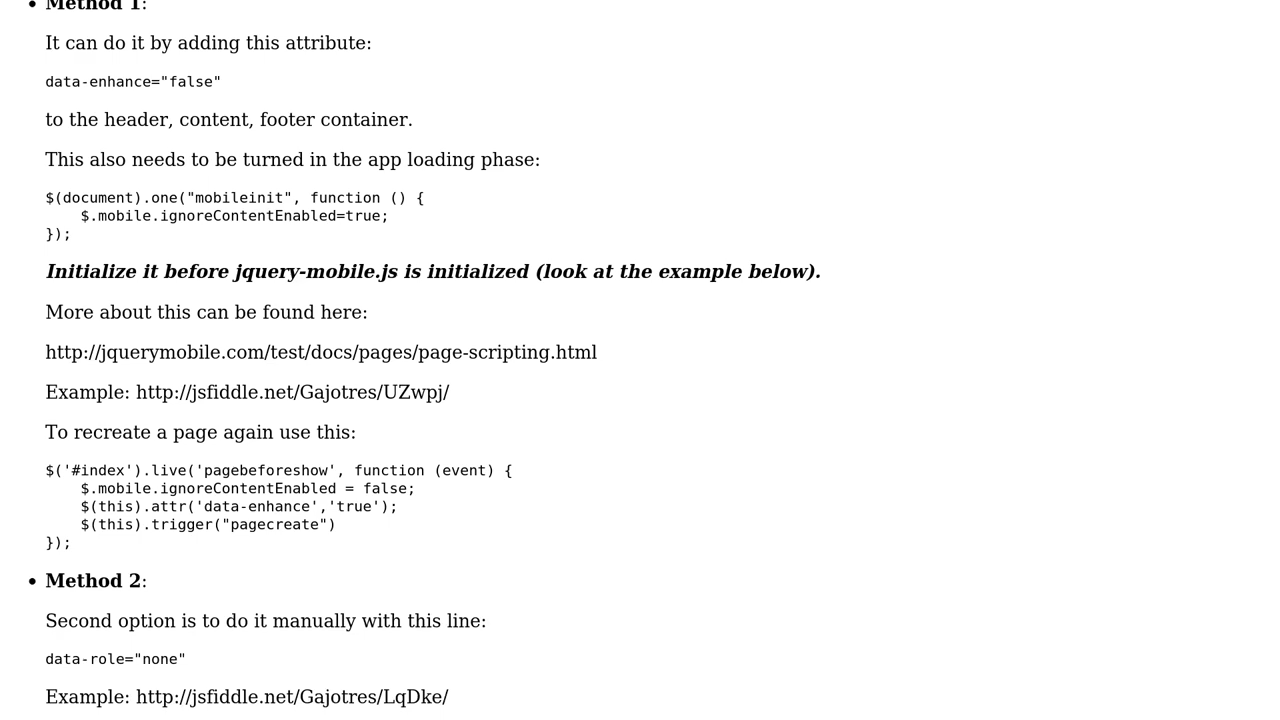 • Method 1:
It can do it by adding this attribute:
data-enhance="false"
to the header, content, footer container.
This also needs to be turned in the app loading phase:
$(document).one("mobileinit", function () {
    $.mobile.ignoreContentEnabled=true;
});
Initialize it before jquery-mobile.js is initialized (look at the example below).
More about this can be found here:
http://jquerymobile.com/test/docs/pages/page-scripting.html
Example: http://jsfiddle.net/Gajotres/UZwpj/
To recreate a page again use this:
$('#index').live('pagebeforeshow', function (event) {
    $.mobile.ignoreContentEnabled = false;
    $(this).attr('data-enhance','true');
    $(this).trigger("pagecreate")
});
• Method 2:
Second option is to do it manually with this line:
data-role="none"
Example: http://jsfiddle.net/Gajotres/LqDke/